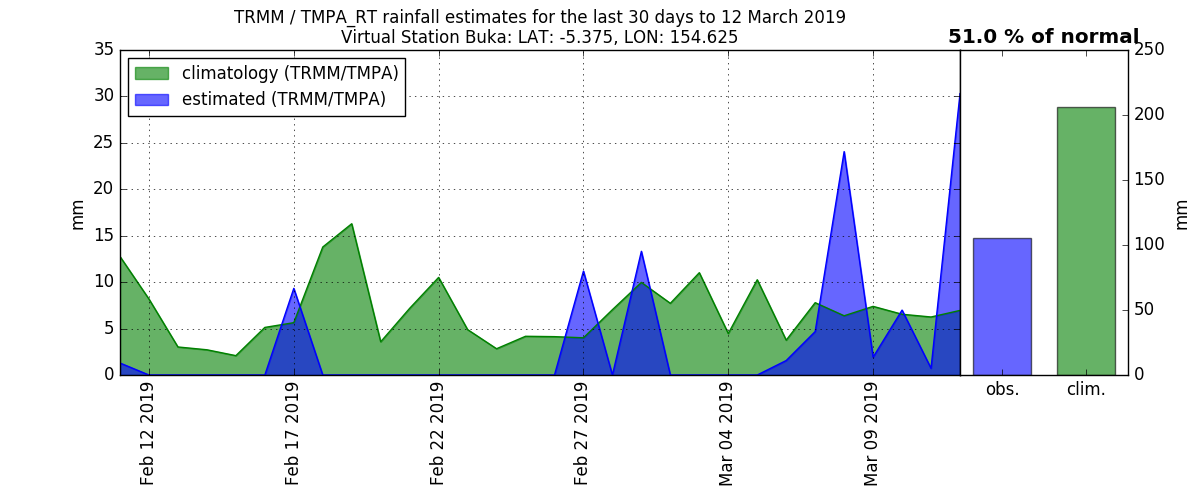 TRMM / TMPA_RT rainfall estimates for the last 30 days to 12 March 2019
Virtual Station Buka: LAT: -5.375, LON: 154.625
51.0 % of normal
climatology (TRMM/TMPA)
estimated (TRMM/TMPA)
mm
35
30
25
20
15
10
5
0
Feb 12 2019
Feb 17 2019
Feb 22 2019
Feb 27 2019
Mar 04 2019
Mar 09 2019
obs.
clim.
250
200
150
100
50
0
mm